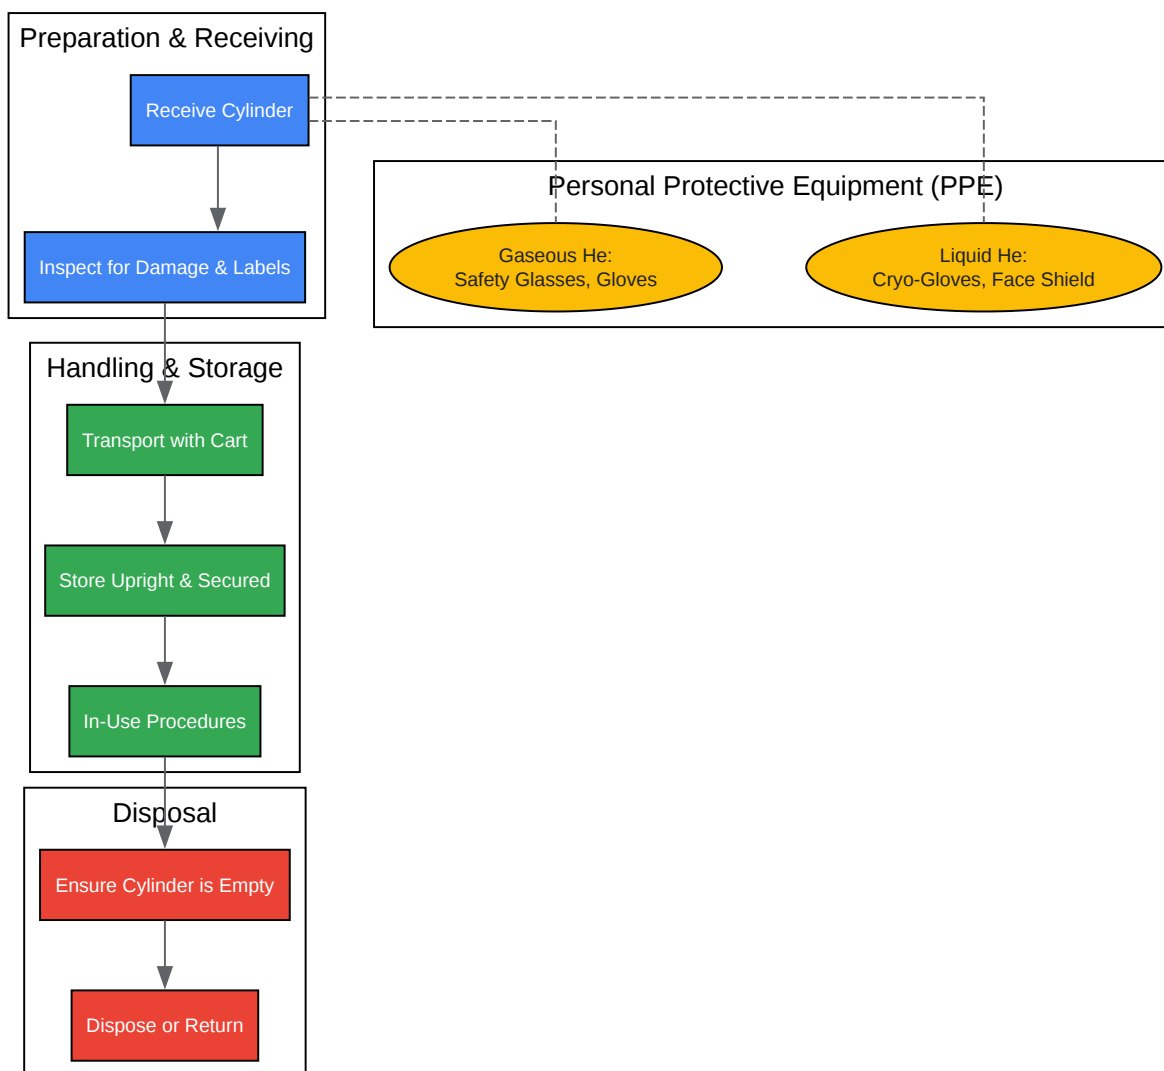 Preparation & Receiving
Receive Cylinder
Inspect for Damage & Labels
Personal Protective Equipment (PPE)
Gaseous He:
Safety Glasses, Gloves
Liquid He:
Cryo-Gloves, Face Shield
Handling & Storage
Transport with Cart
Store Upright & Secured
In-Use Procedures
Disposal
Ensure Cylinder is Empty
Dispose or Return